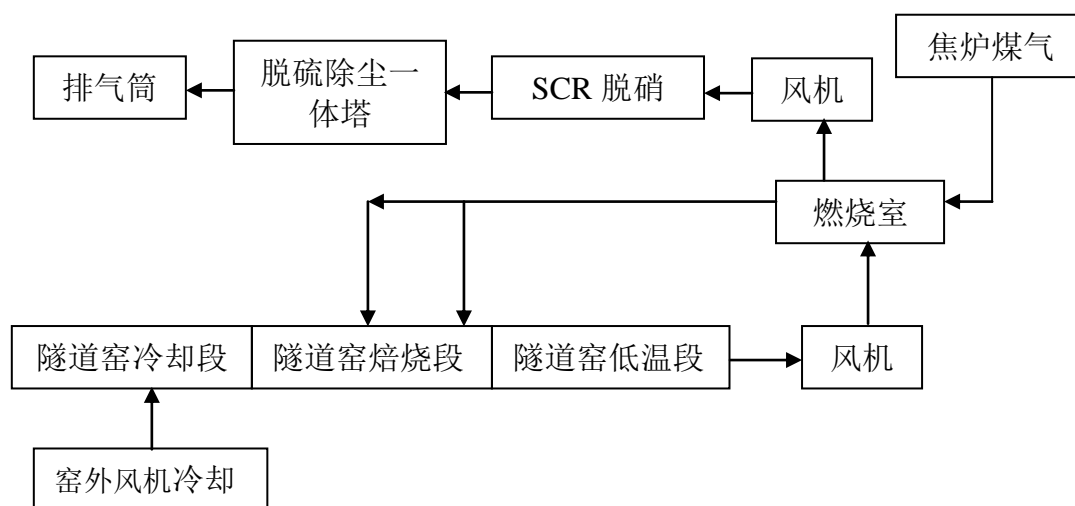 焦炉煤气
排气筒
脱硫除尘一
体塔
SCR 脱硝
风机
燃烧室
隧道窑冷却段
隧道窑焙烧段
隧道窑低温段
风机
窑外风机冷却